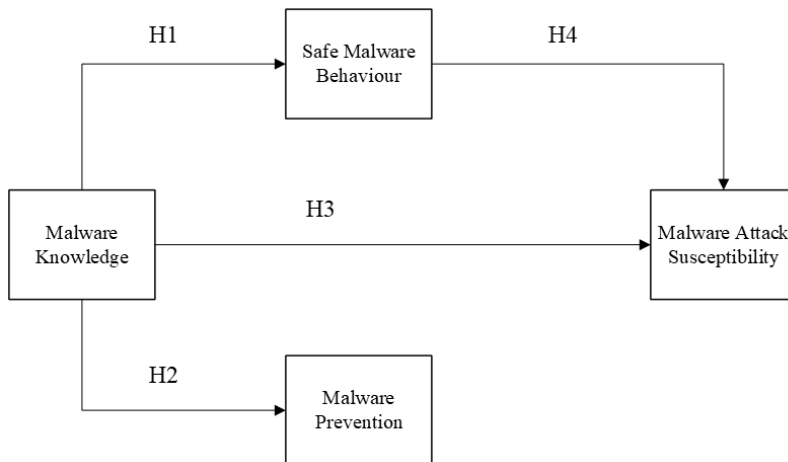 H1
Safe Malware
Behaviour
H4
Malware
Knowledge
H3
Malware Attack
Susceptibility
H2
Malware
Prevention